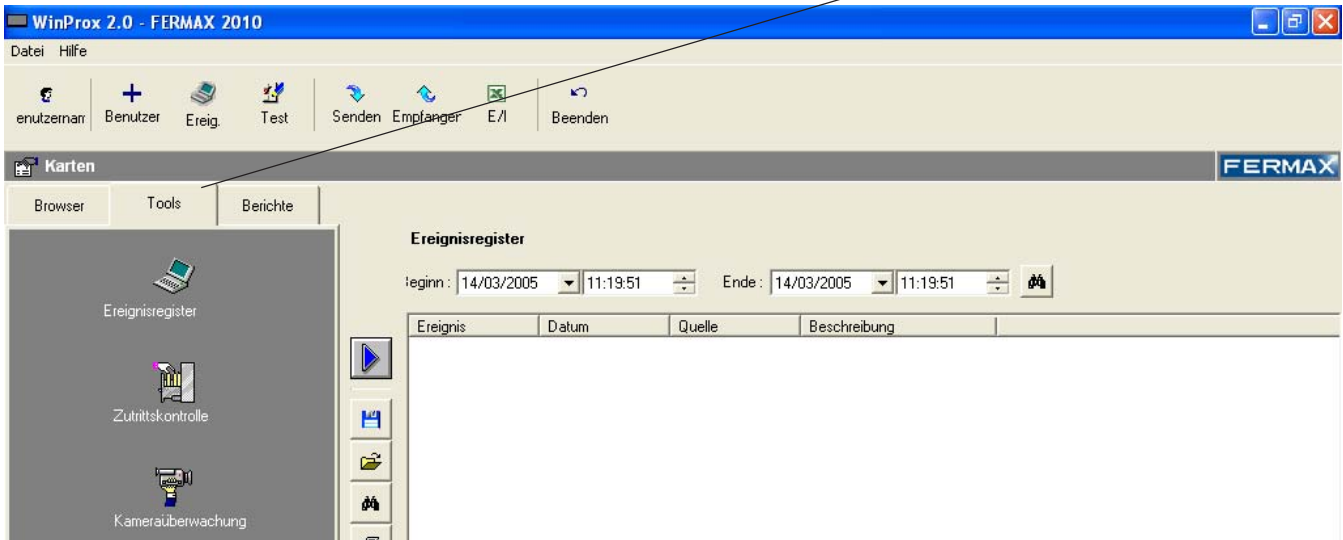 WinProx 2.0 - FERMAX 2010
Datei Hilfe
enutzernam Benutzer Ereig. Test Senden Empfanger E/I Beenden
Karten FERMAX
Browser Tools Berichte
Ereignisregister
Beginn : 14/03/2005 11:19:51 Ende : 14/03/2005 11:19:51
Ereignisregister
Ereignis Datum Quelle Beschreibung
Zutrittskontrolle
Kameraüberwachung